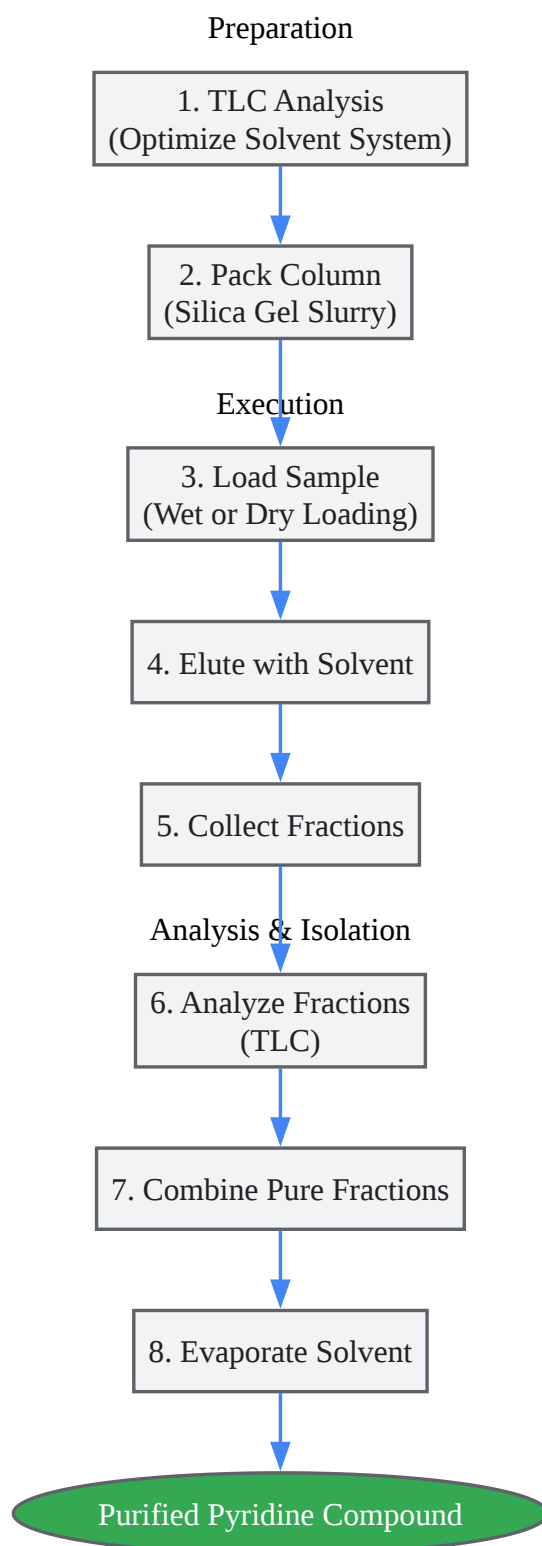 Preparation
1. TLC Analysis
(Optimize Solvent System)
2. Pack Column
(Silica Gel Slurry)
Execution
3. Load Sample
(Wet or Dry Loading)
4. Elute with Solvent
5. Collect Fractions
Analysis & Isolation
6. Analyze Fractions
(TLC)
7. Combine Pure Fractions
8. Evaporate Solvent
Purified Pyridine Compound